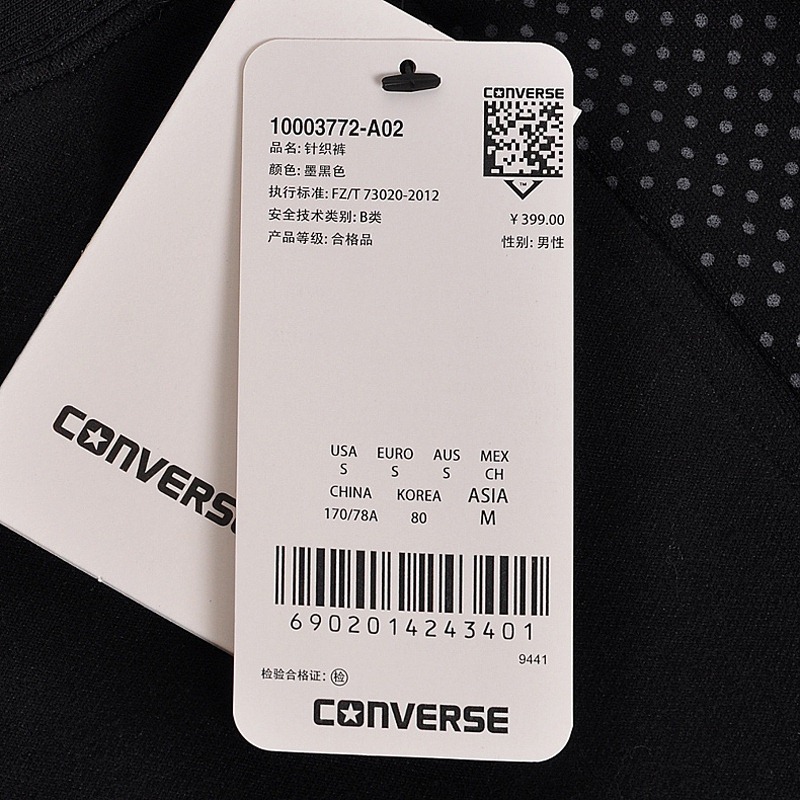 CONVERSE
10003772-A02
品名: 针织裤
颜色: 墨黑色
执行标准: FZ/T 73020-2012
安全技术类别: B类
产品等级: 合格品
TM
¥ 399.00
性别: 男性
CONVERSE
USA EURO AUS MEX
S S S CH
CHINA KOREA ASIA
170/78A 80 M
6902014243401
9441
检验合格证: 检
CONVERSE